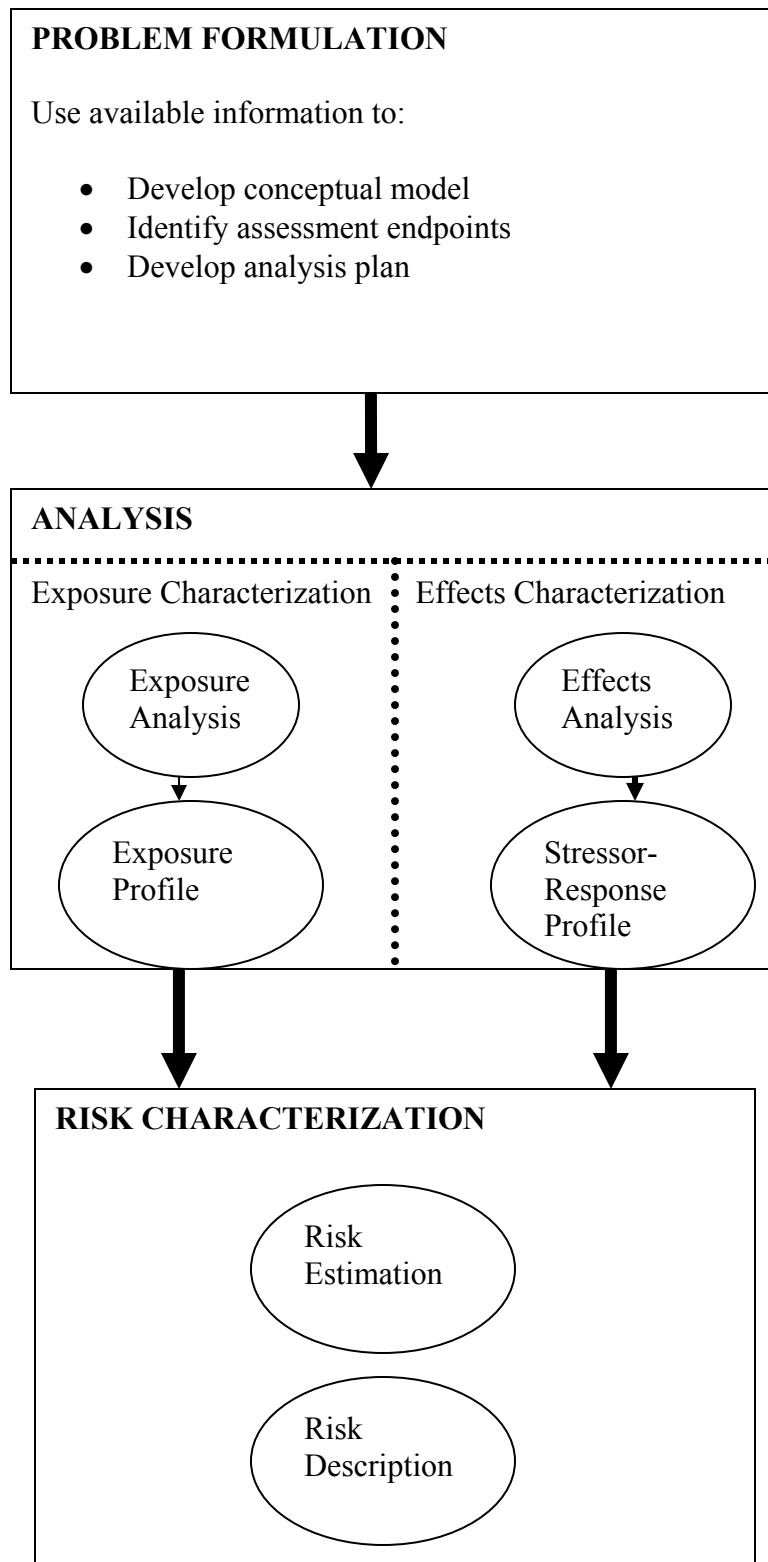 PROBLEM FORMULATION
Use available information to:
• Develop conceptual model
• Identify assessment endpoints
• Develop analysis plan
ANALYSIS
Exposure Characterization
Exposure
Analysis
Exposure
Profile
Effects Characterization
Effects
Analysis
Stressor-
Response
Profile
RISK CHARACTERIZATION
Risk
Estimation
Risk
Description